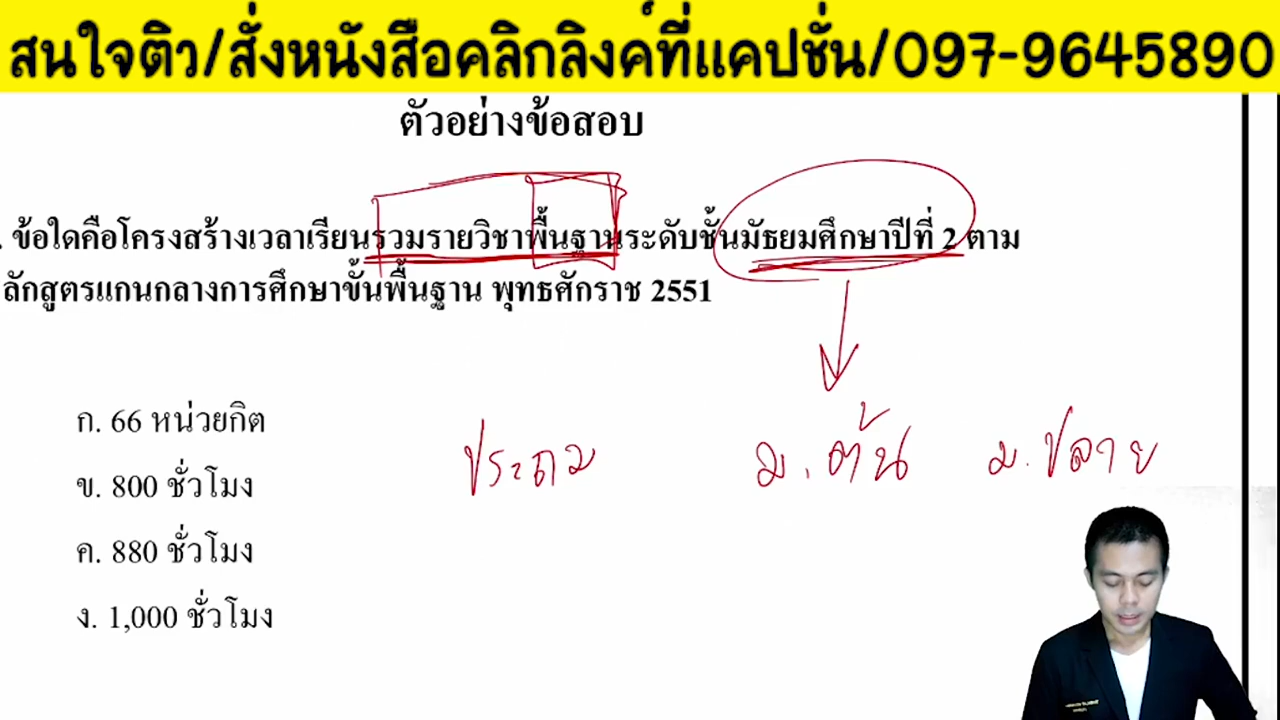 สนใจติว/สั่งหนังสือคลิกลิงค์ที่แคปชั่น/097-9645890
ตัวอย่างข้อสอบ
. ข้อใดคือโครงสร้างเวลาเรียนรวมรายวิชาพื้นฐานระดับชั้นมัธยมศึกษาปีที่ 2 ตาม
ลักสูตรแกนกลางการศึกษาขั้นพื้นฐาน พุทธศักราช 2551
ก. 66 หน่วยกิต
ข. 800 ชั่วโมง
ประถม ม.ต้น ม.ปลาย
ค. 880 ชั่วโมง
ง. 1,000 ชั่วโมง